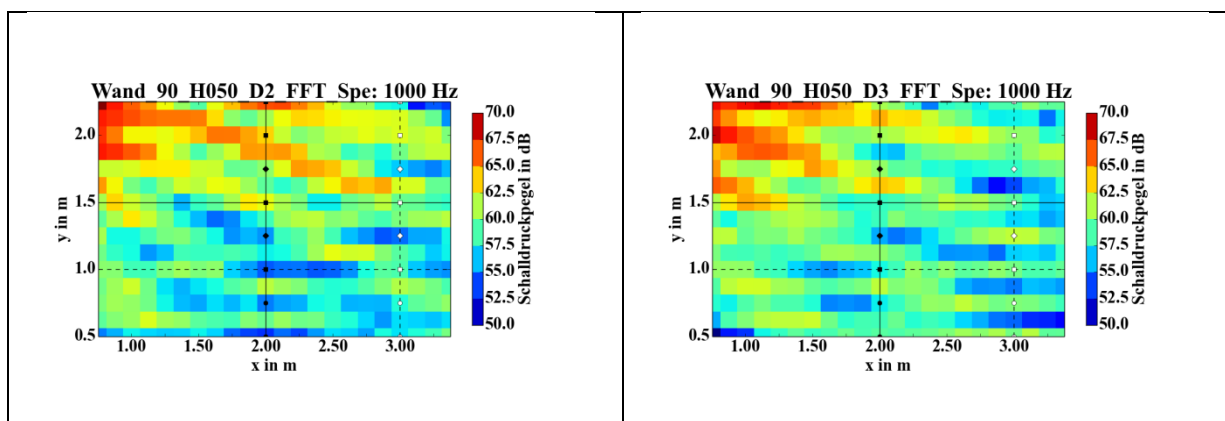 Wand_90_H050_D2_FFT_Spe: 1000 Hz
y in m
2.0
1.5
1.0
0.5
1.00 1.50 2.00 2.50 3.00
x in m
70.0
67.5
65.0
62.5
60.0
57.5
55.0
52.5
50.0
Schalldruckpegel in dB
Wand_90_H050_D3_FFT_Spe: 1000 Hz
y in m
2.0
1.5
1.0
0.5
1.00 1.50 2.00 2.50 3.00
x in m
70.0
67.5
65.0
62.5
60.0
57.5
55.0
52.5
50.0
Schalldruckpegel in dB